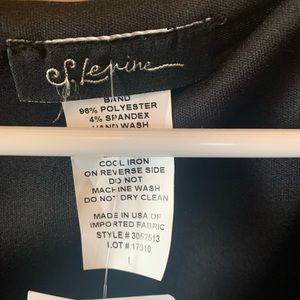 S. Levine
BAND
96% POLYESTER
4% SPANDEX
HAND WASH
COOL IRON
ON REVERSE SIDE
DO NOT
MACHINE WASH
DO NOT DRY CLEAN
MADE IN USA OF
IMPORTED FABRIC
STYLE # 3052513
LOT # 17310
L